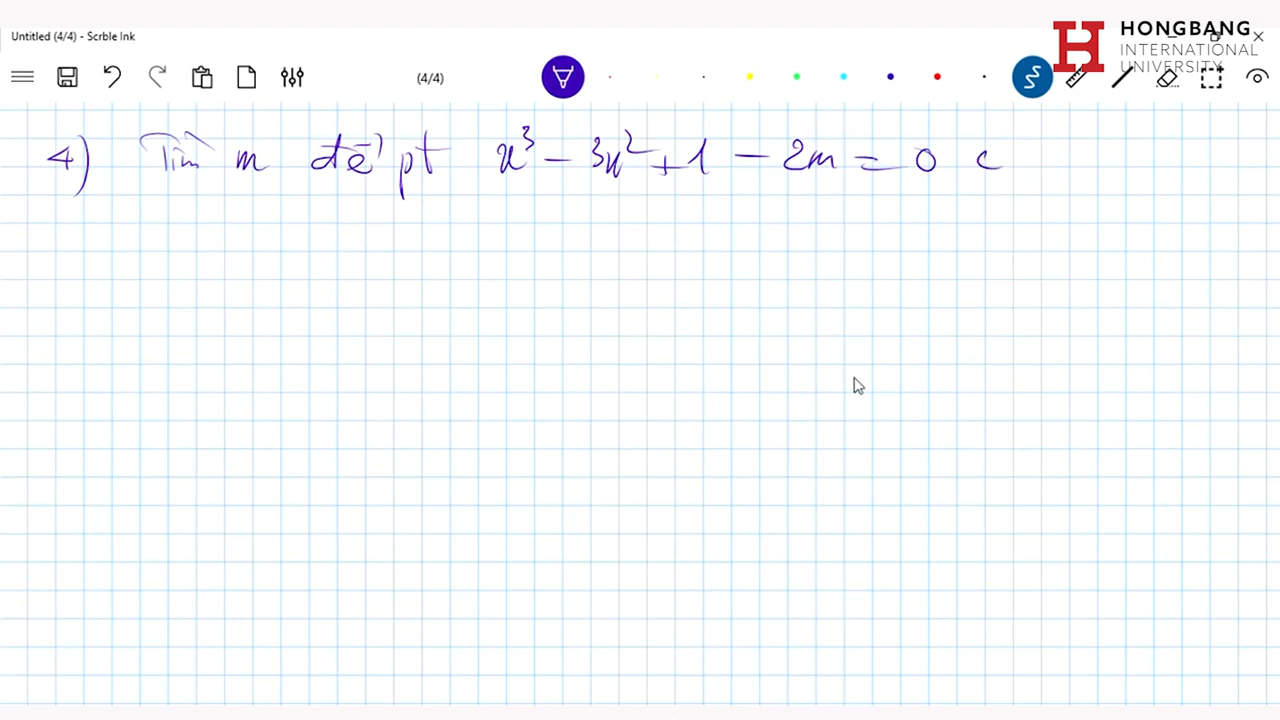 Untitled (4/4) - Scrble Ink
HONGBANG
INTERNATIONAL
UNIVERSITY
(4/4)
4) Tìm m để pt x³ - 3x² + 1 - 2m = 0 c